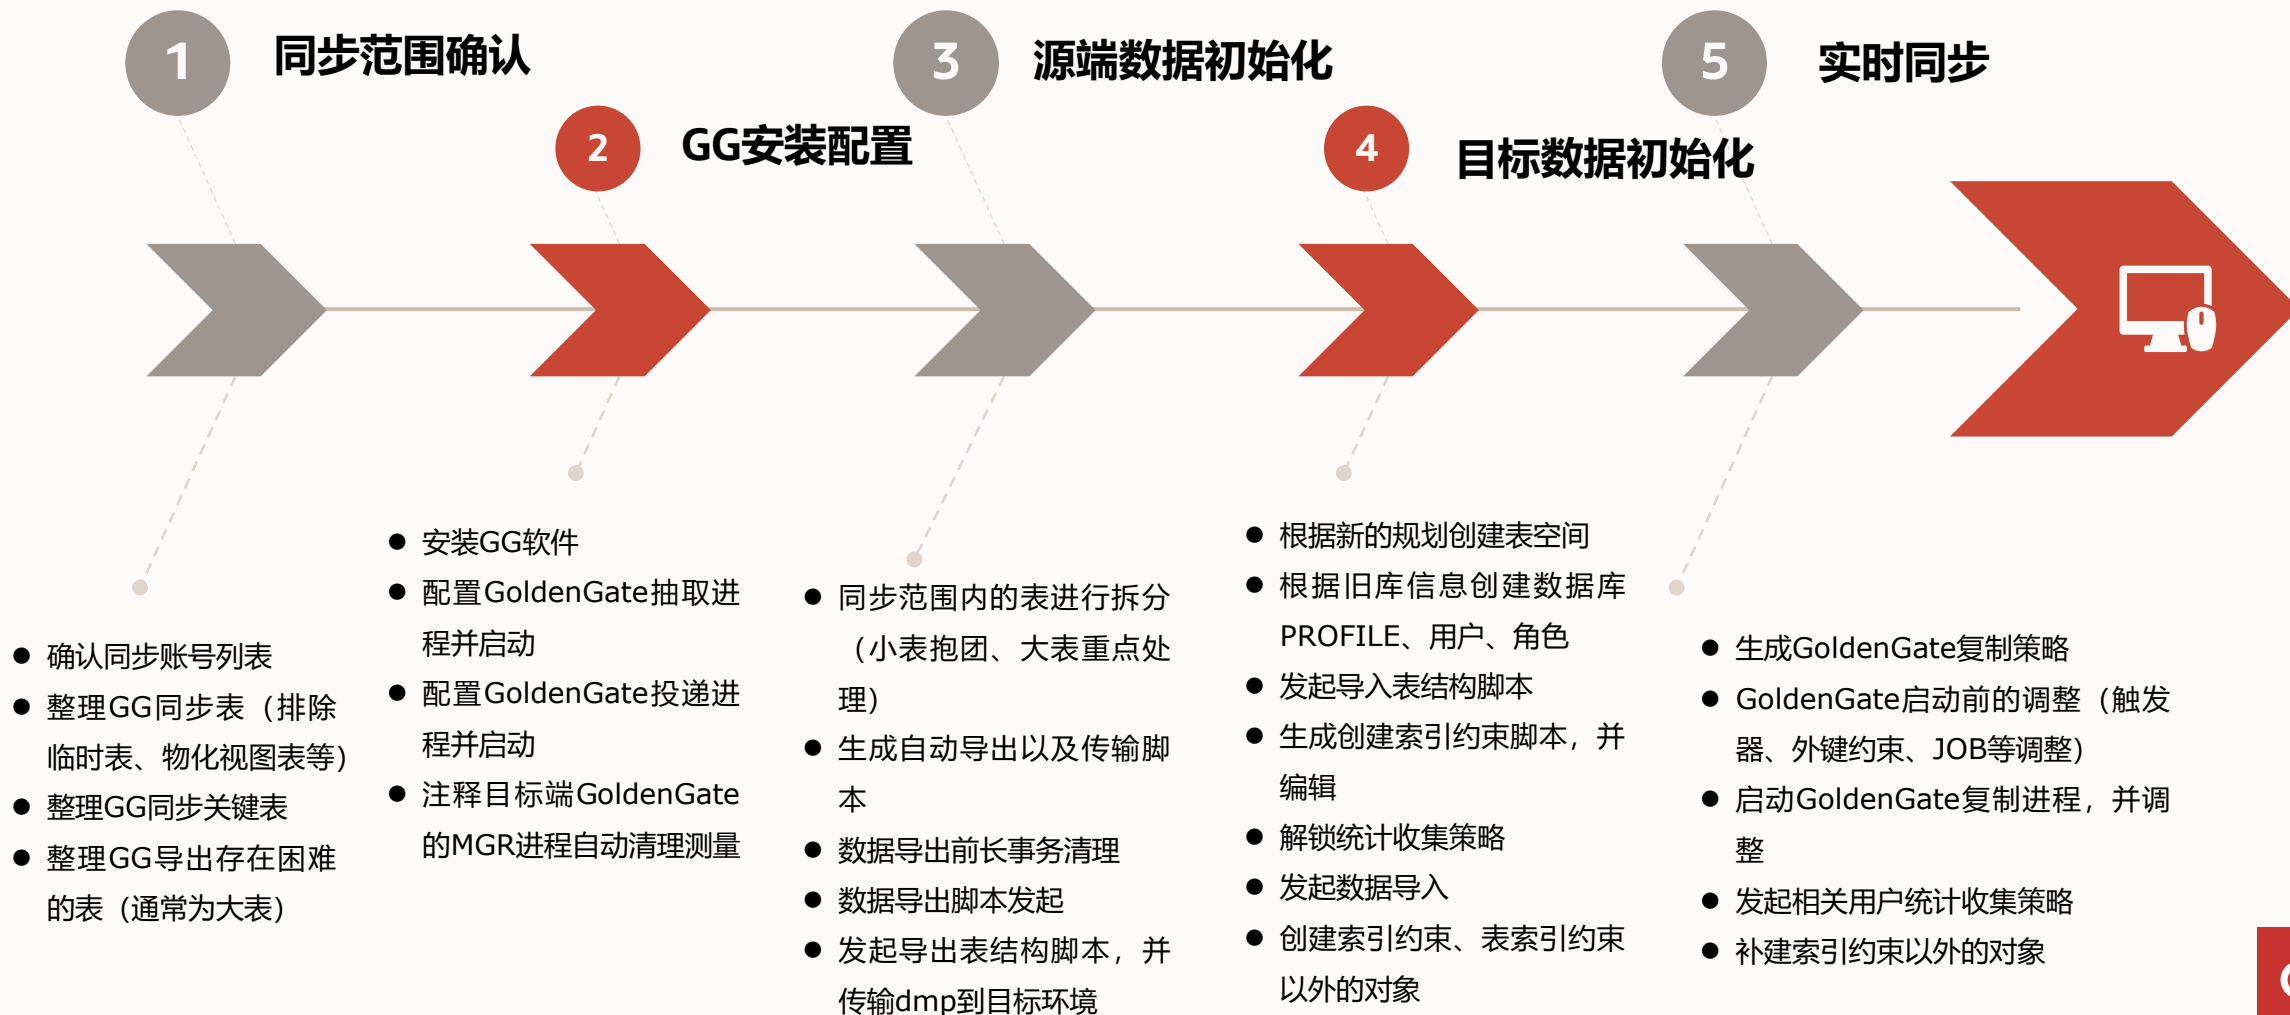 1
同步范围确认
2
GG安装配置
3
源端数据初始化
4
目标数据初始化
5
实时同步
● 确认同步账号列表
● 整理GG同步表（排除
临时表、物化视图表等）
● 整理GG同步关键表
● 整理GG导出存在困难
的表（通常为大表）
● 安装GG软件
● 配置GoldenGate抽取进
程并启动
● 配置GoldenGate投递进
程并启动
● 注释目标端GoldenGate
的MGR进程自动清理测量
● 同步范围内的表进行拆分
（小表抱团、大表重点处
理）
● 生成自动导出以及传输脚
本
● 数据导出前长事务清理
● 数据导出脚本发起
● 发起导出表结构脚本，并
传输dmp到目标环境
● 根据新的规划创建表空间
● 根据旧库信息创建数据库
PROFILE、用户、角色
● 发起导入表结构脚本
● 生成创建索引约束脚本，并
编辑
● 解锁统计收集策略
● 发起数据导入
● 创建索引约束、表索引约束
以外的对象
● 生成GoldenGate复制策略
● GoldenGate启动前的调整（触发
器、外键约束、JOB等调整）
● 启动GoldenGate复制进程，并调
整
● 发起相关用户统计收集策略
● 补建索引约束以外的对象